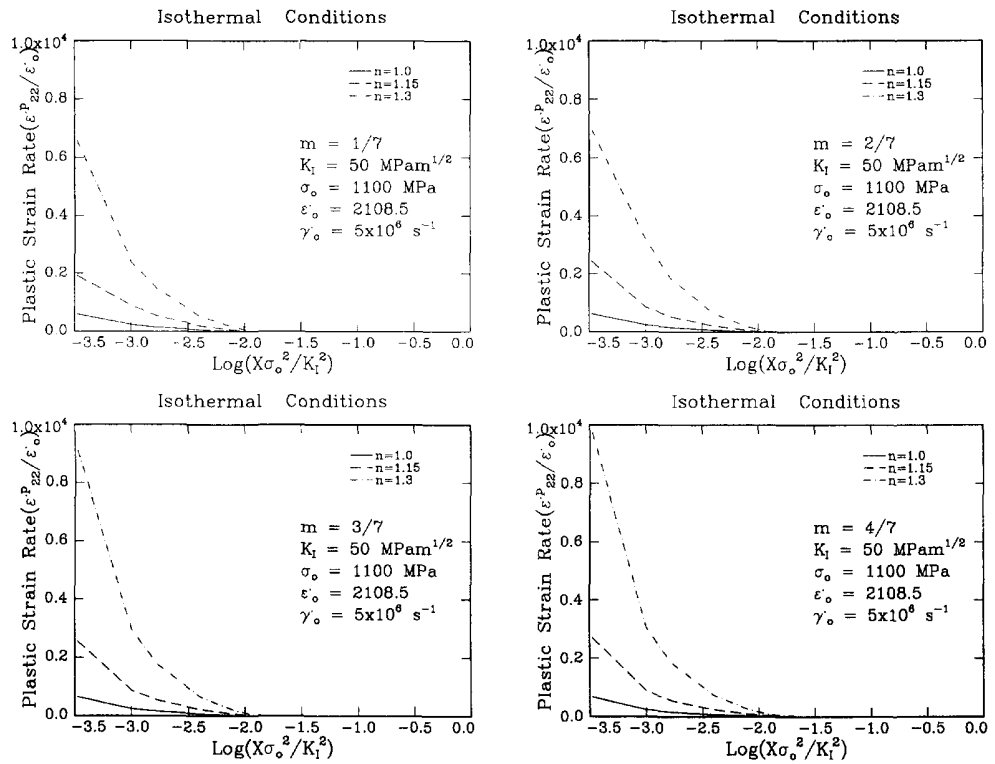 Isothermal Conditions
Plastic Strain Rate(ε˙ᵖ₂₂/ε˙ₒ)
1.0x10⁴
0.8
0.6
0.4
0.2
0.0
n=1.0
n=1.15
n=1.3
m = 1/7
K_I = 50 MPam^1/2
σₒ = 1100 MPa
ε˙ₒ = 2108.5
γ˙ₒ = 5x10⁶ s⁻¹
-3.5 -3.0 -2.5 -2.0 -1.5 -1.0 -0.5 0.0
Log(Xσₒ²/K_I²)
Isothermal Conditions
Plastic Strain Rate(ε˙ᵖ₂₂/ε˙ₒ)
1.0x10⁴
0.8
0.6
0.4
0.2
0.0
n=1.0
n=1.15
n=1.3
m = 2/7
K_I = 50 MPam^1/2
σₒ = 1100 MPa
ε˙ₒ = 2108.5
γ˙ₒ = 5x10⁶ s⁻¹
-3.5 -3.0 -2.5 -2.0 -1.5 -1.0 -0.5 0.0
Log(Xσₒ²/K_I²)
Isothermal Conditions
Plastic Strain Rate(ε˙ᵖ₂₂/ε˙ₒ)
1.0x10⁴
0.8
0.6
0.4
0.2
0.0
n=1.0
n=1.15
n=1.3
m = 3/7
K_I = 50 MPam^1/2
σₒ = 1100 MPa
ε˙ₒ = 2108.5
γ˙ₒ = 5x10⁶ s⁻¹
-3.5 -3.0 -2.5 -2.0 -1.5 -1.0 -0.5 0.0
Log(Xσₒ²/K_I²)
Isothermal Conditions
Plastic Strain Rate(ε˙ᵖ₂₂/ε˙ₒ)
1.0x10⁴
0.8
0.6
0.4
0.2
0.0
n=1.0
n=1.15
n=1.3
m = 4/7
K_I = 50 MPam^1/2
σₒ = 1100 MPa
ε˙ₒ = 2108.5
γ˙ₒ = 5x10⁶ s⁻¹
-3.5 -3.0 -2.5 -2.0 -1.5 -1.0 -0.5 0.0
Log(Xσₒ²/K_I²)